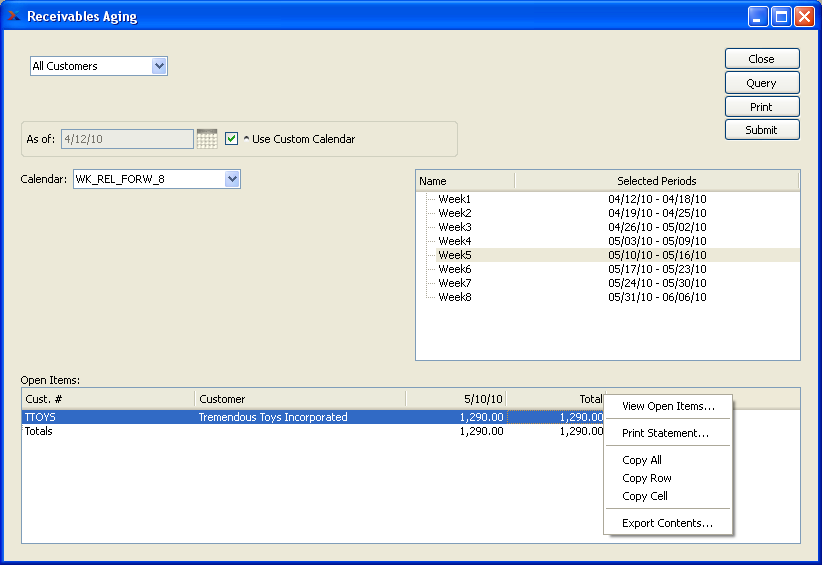 Receivables Aging
All Customers
Close
Query
Print
Submit
As of: 4/12/10 ^ Use Custom Calendar
Calendar: WK_REL_FORW_8
Name Selected Periods
Week1 04/12/10 - 04/18/10
Week2 04/19/10 - 04/25/10
Week3 04/26/10 - 05/02/10
Week4 05/03/10 - 05/09/10
Week5 05/10/10 - 05/16/10
Week6 05/17/10 - 05/23/10
Week7 05/24/10 - 05/30/10
Week8 05/31/10 - 06/06/10
Open Items:
Cust. # Customer 5/10/10 Total
TTOYS Tremendous Toys Incorporated 1,290.00 1,290.00
Totals 1,290.00 1,290.00
View Open Items...
Print Statement...
Copy All
Copy Row
Copy Cell
Export Contents...